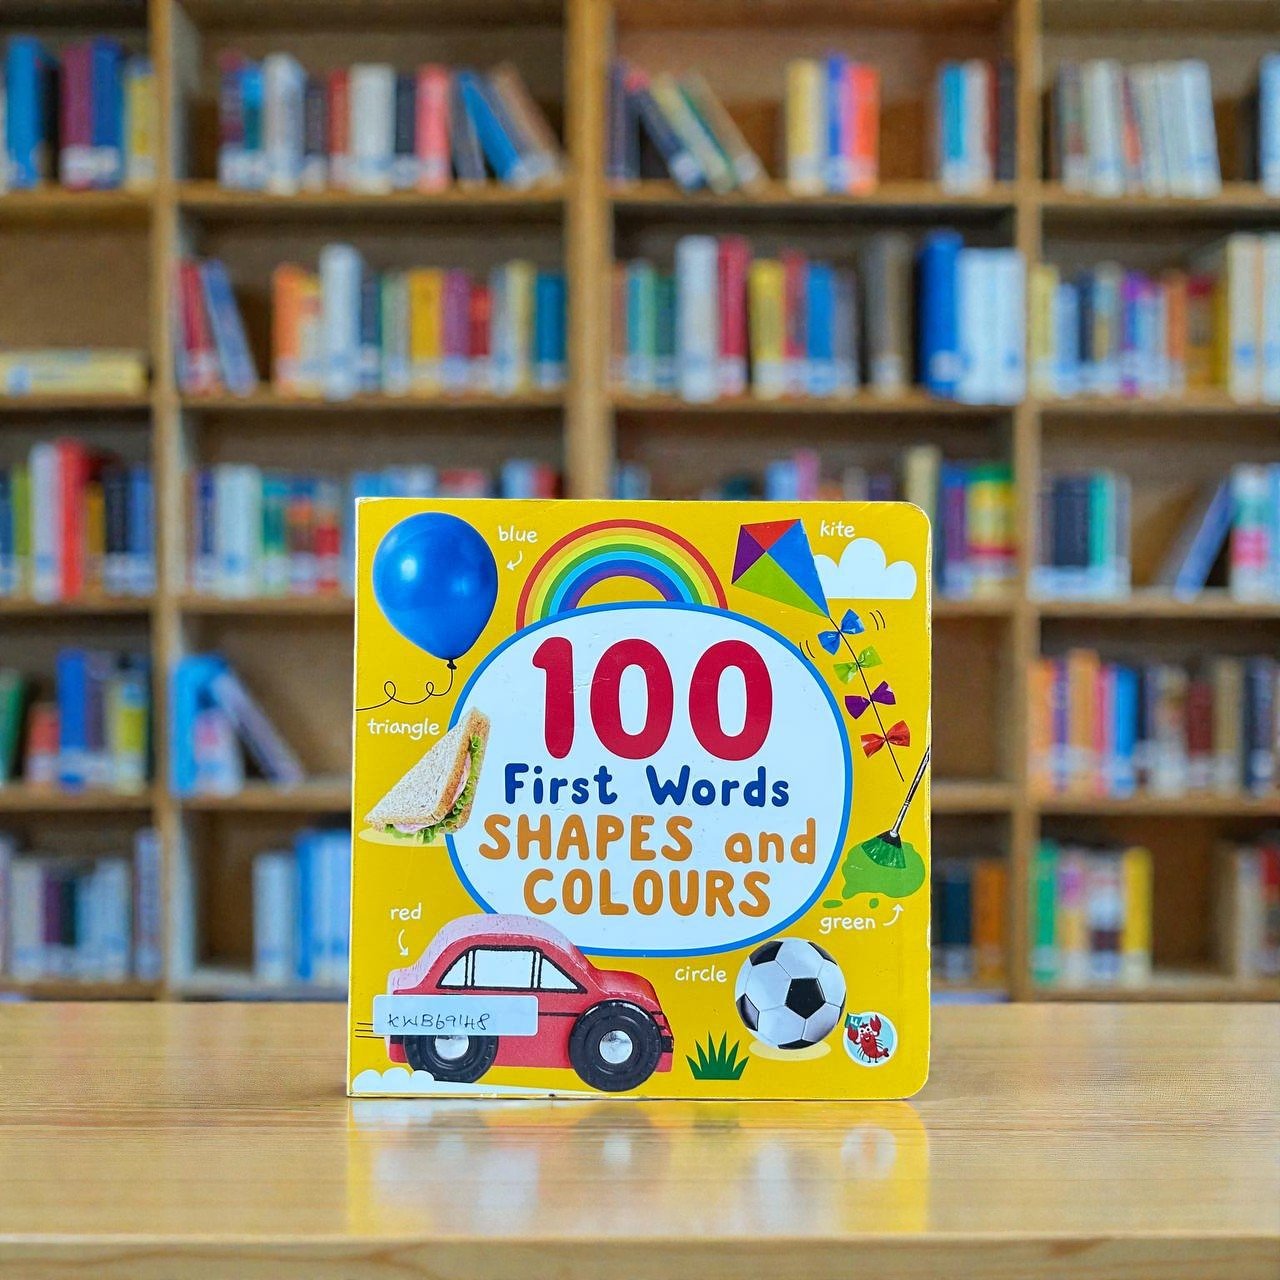 blue
kite
100
First Words
triangle
SHAPES and
COLOURS
red
green
circle
KWB69148